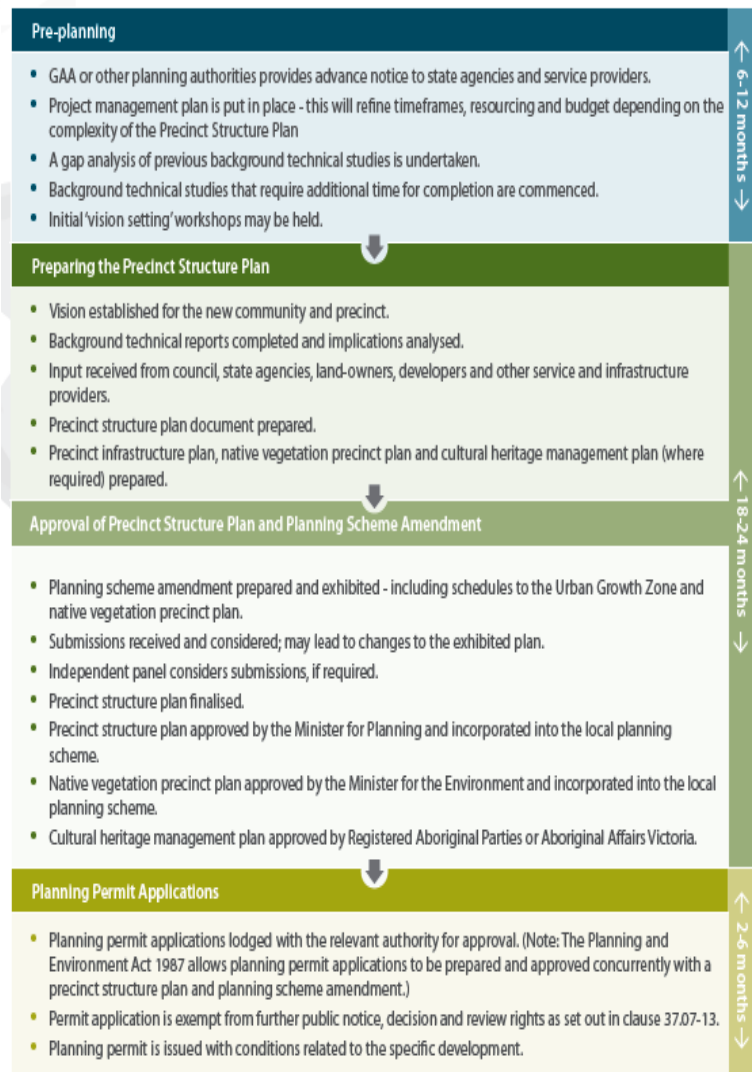 Pre-planning
• GAA or other planning authorities provides advance notice to state agencies and service providers.
• Project management plan is put in place - this will refine timeframes, resourcing and budget depending on the
complexity of the Precinct Structure Plan
• A gap analysis of previous background technical studies is undertaken.
• Background technical studies that require additional time for completion are commenced.
• Initial ‘vision setting’ workshops may be held.
← 6-12 months →
Preparing the Precinct Structure Plan
• Vision established for the new community and precinct.
• Background technical reports completed and implications analysed.
• Input received from council, state agencies, land-owners, developers and other service and infrastructure
providers.
• Precinct structure plan document prepared.
• Precinct infrastructure plan, native vegetation precinct plan and cultural heritage management plan (where
required) prepared.
Approval of Precinct Structure Plan and Planning Scheme Amendment
• Planning scheme amendment prepared and exhibited - including schedules to the Urban Growth Zone and
native vegetation precinct plan.
• Submissions received and considered; may lead to changes to the exhibited plan.
• Independent panel considers submissions, if required.
• Precinct structure plan finalised.
• Precinct structure plan approved by the Minister for Planning and incorporated into the local planning
scheme.
• Native vegetation precinct plan approved by the Minister for the Environment and incorporated into the local
planning scheme.
• Cultural heritage management plan approved by Registered Aboriginal Parties or Aboriginal Affairs Victoria.
← 18-24 months →
Planning Permit Applications
• Planning permit applications lodged with the relevant authority for approval. (Note: The Planning and
Environment Act 1987 allows planning permit applications to be prepared and approved concurrently with a
precinct structure plan and planning scheme amendment.)
• Permit application is exempt from further public notice, decision and review rights as set out in clause 37.07-13.
• Planning permit is issued with conditions related to the specific development.
← 2-6 months →